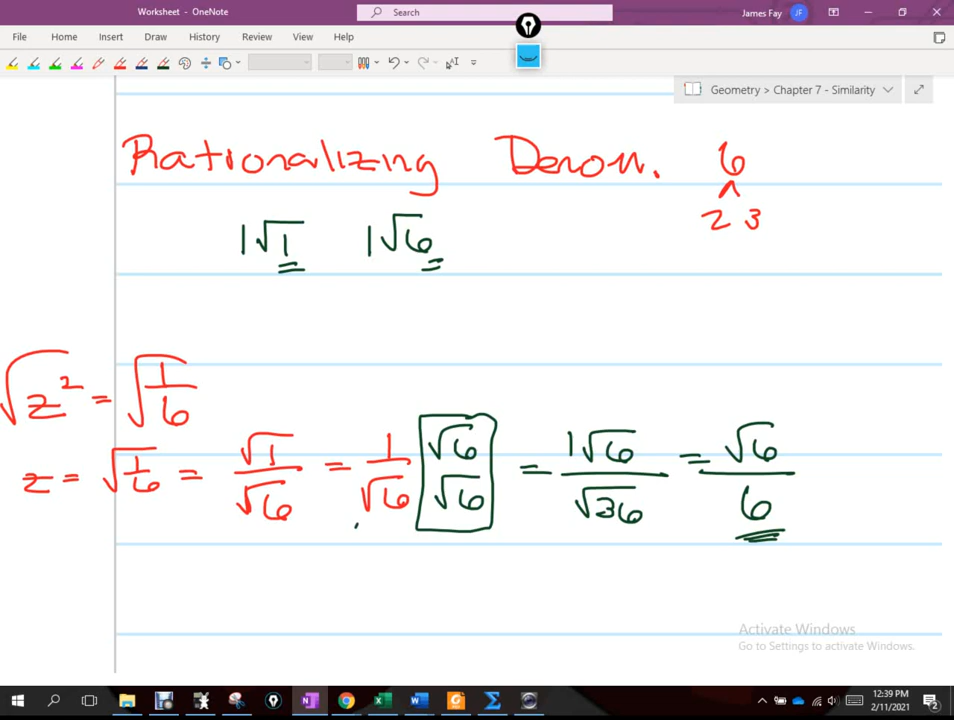 Worksheet - OneNote
Search
James Fay JF
File Home Insert Draw History Review View Help
Geometry > Chapter 7 - Similarity
Rationalizing Denom. 6
2 3
1√1 1√6
√z² = √1/6
z = √1/6 = √1/√6 = 1/√6 √6/√6 = 1√6/√36 = √6/6
Activate Windows
Go to Settings to activate Windows.
12:39 PM
2/11/2021
2